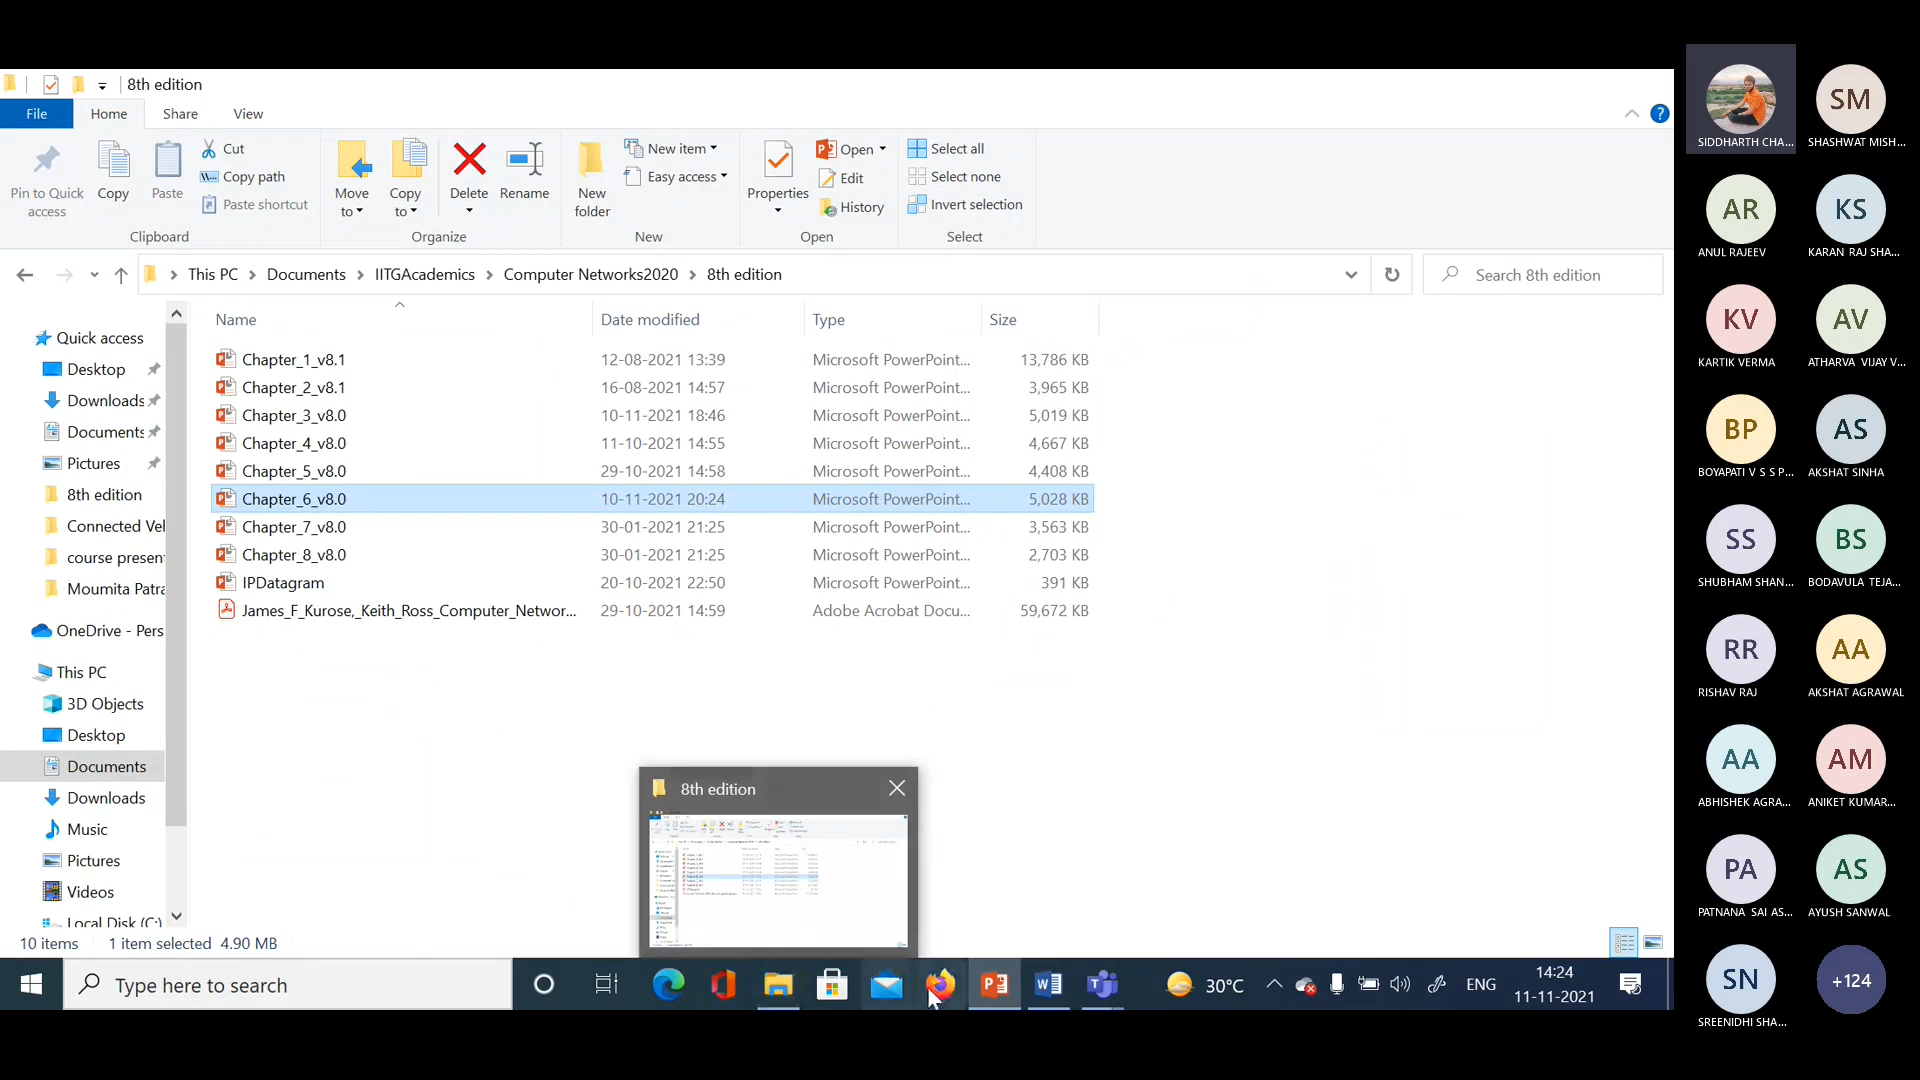 8th edition
File Home Share View
Pin to Quick access
Copy
Paste
Cut
Copy path
Paste shortcut
Clipboard
Move to
Copy to
Delete
Rename
Organize
New folder
New item
Easy access
New
Properties
Open
Edit
History
Open
Select all
Select none
Invert selection
Select
This PC > Documents > IITGAcademics > Computer Networks2020 > 8th edition
Search 8th edition
Quick access
Desktop
Downloads
Documents
Pictures
8th edition
Connected Vel
course present
Moumita Patra
OneDrive - Pers
This PC
3D Objects
Desktop
Documents
Downloads
Music
Pictures
Videos
Local Disk (C:)
Name Date modified Type Size
Chapter_1_v8.1 12-08-2021 13:39 Microsoft PowerPoint... 13,786 KB
Chapter_2_v8.1 16-08-2021 14:57 Microsoft PowerPoint... 3,965 KB
Chapter_3_v8.0 10-11-2021 18:46 Microsoft PowerPoint... 5,019 KB
Chapter_4_v8.0 11-10-2021 14:55 Microsoft PowerPoint... 4,667 KB
Chapter_5_v8.0 29-10-2021 14:58 Microsoft PowerPoint... 4,408 KB
Chapter_6_v8.0 10-11-2021 20:24 Microsoft PowerPoint... 5,028 KB
Chapter_7_v8.0 30-01-2021 21:25 Microsoft PowerPoint... 3,563 KB
Chapter_8_v8.0 30-01-2021 21:25 Microsoft PowerPoint... 2,703 KB
IPDatagram 20-10-2021 22:50 Microsoft PowerPoint... 391 KB
James_F_Kurose,_Keith_Ross_Computer_Networ... 29-10-2021 14:59 Adobe Acrobat Docu... 59,672 KB
8th edition
10 items 1 item selected 4.90 MB
Type here to search
30°C
ENG
14:24
11-11-2021
SIDDHARTH CHA...
SM
SHASHWAT MISH...
AR
ANUL RAJEEV
KS
KARAN RAJ SHA...
KV
KARTIK VERMA
AV
ATHARVA VIJAY V...
BP
BOYAPATI V S S P...
AS
AKSHAT SINHA
SS
SHUBHAM SHAN...
BS
BODAVULA TEJA...
RR
RISHAV RAJ
AA
AKSHAT AGRAWAL
AA
ABHISHEK AGRA...
AM
ANIKET KUMAR...
PA
PATNANA SAI AS...
AS
AYUSH SANWAL
SN
SREENIDHI SHA...
+124